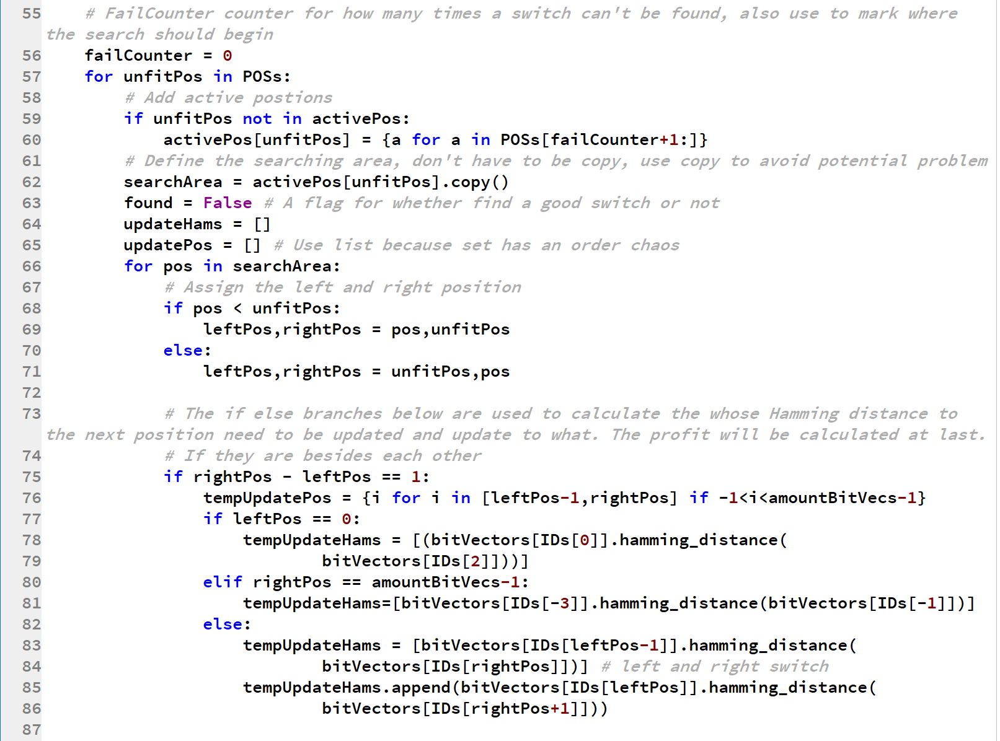 55 # FailCounter counter for how many times a switch can't be found, also use to mark where
the search should begin
56 failCounter = 0
57 for unfitPos in POSs:
58 # Add active postions
59 if unfitPos not in activePos:
60 activePos[unfitPos] = {a for a in POSs[failCounter+1:]}
61 # Define the searching area, don't have to be copy, use copy to avoid potential problem
62 searchArea = activePos[unfitPos].copy()
63 found = False # A flag for whether find a good switch or not
64 updateHams = []
65 updatePos = [] # Use list because set has an order chaos
66 for pos in searchArea:
67 # Assign the left and right position
68 if pos < unfitPos:
69 leftPos,rightPos = pos,unfitPos
70 else:
71 leftPos,rightPos = unfitPos,pos
72
73 # The if else branches below are used to calculate the whose Hamming distance to
the next position need to be updated and update to what. The profit will be calculated at last.
74 # If they are besides each other
75 if rightPos - leftPos == 1:
76 tempUpdatePos = {i for i in [leftPos-1,rightPos] if -1<i<amountBitVecs-1}
77 if leftPos == 0:
78 tempUpdateHams = [(bitVectors[IDs[0]].hamming_distance(
79 bitVectors[IDs[2]]))]
80 elif rightPos == amountBitVecs-1:
81 tempUpdateHams=[bitVectors[IDs[-3]].hamming_distance(bitVectors[IDs[-1]])]
82 else:
83 tempUpdateHams = [bitVectors[IDs[leftPos-1]].hamming_distance(
84 bitVectors[IDs[rightPos]])] # left and right switch
85 tempUpdateHams.append(bitVectors[IDs[leftPos]].hamming_distance(
86 bitVectors[IDs[rightPos+1]]))
87